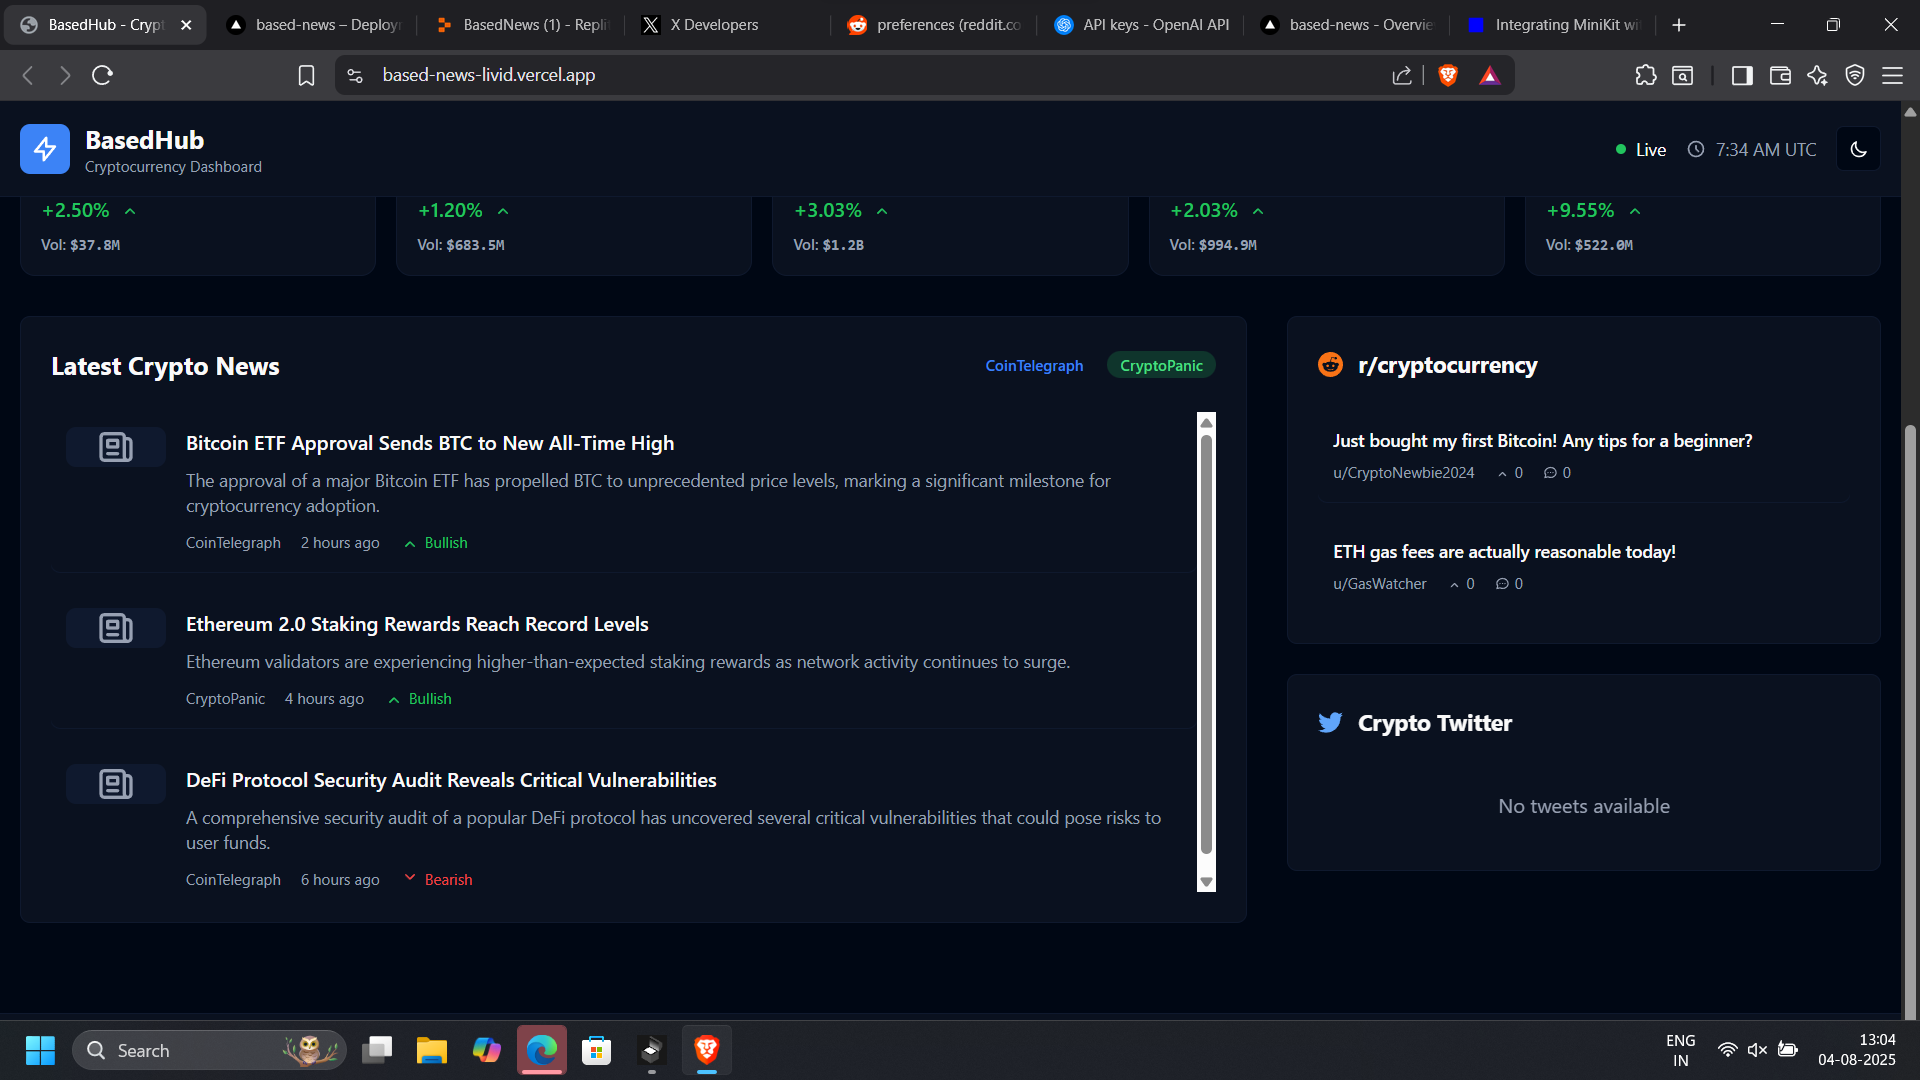 BasedHub - Crypt
based-news – Deploy
BasedNews (1) - Repli
X Developers
preferences (reddit.co
API keys - OpenAI API
based-news - Overvie
Integrating MiniKit wi
based-news-livid.vercel.app
BasedHub
Cryptocurrency Dashboard
Live
7:34 AM UTC
+2.50%
+1.20%
+3.03%
+2.03%
+9.55%
Vol: $37.8M
Vol: $683.5M
Vol: $1.2B
Vol: $994.9M
Vol: $522.0M
Latest Crypto News
CoinTelegraph
CryptoPanic
Bitcoin ETF Approval Sends BTC to New All-Time High
The approval of a major Bitcoin ETF has propelled BTC to unprecedented price levels, marking a significant milestone for
cryptocurrency adoption.
CoinTelegraph 2 hours ago Bullish
Ethereum 2.0 Staking Rewards Reach Record Levels
Ethereum validators are experiencing higher-than-expected staking rewards as network activity continues to surge.
CryptoPanic 4 hours ago Bullish
DeFi Protocol Security Audit Reveals Critical Vulnerabilities
A comprehensive security audit of a popular DeFi protocol has uncovered several critical vulnerabilities that could pose risks to
user funds.
CoinTelegraph 6 hours ago Bearish
r/cryptocurrency
Just bought my first Bitcoin! Any tips for a beginner?
u/CryptoNewbie2024 0 0
ETH gas fees are actually reasonable today!
u/GasWatcher 0 0
Crypto Twitter
No tweets available
Search
ENG
IN
13:04
04-08-2025